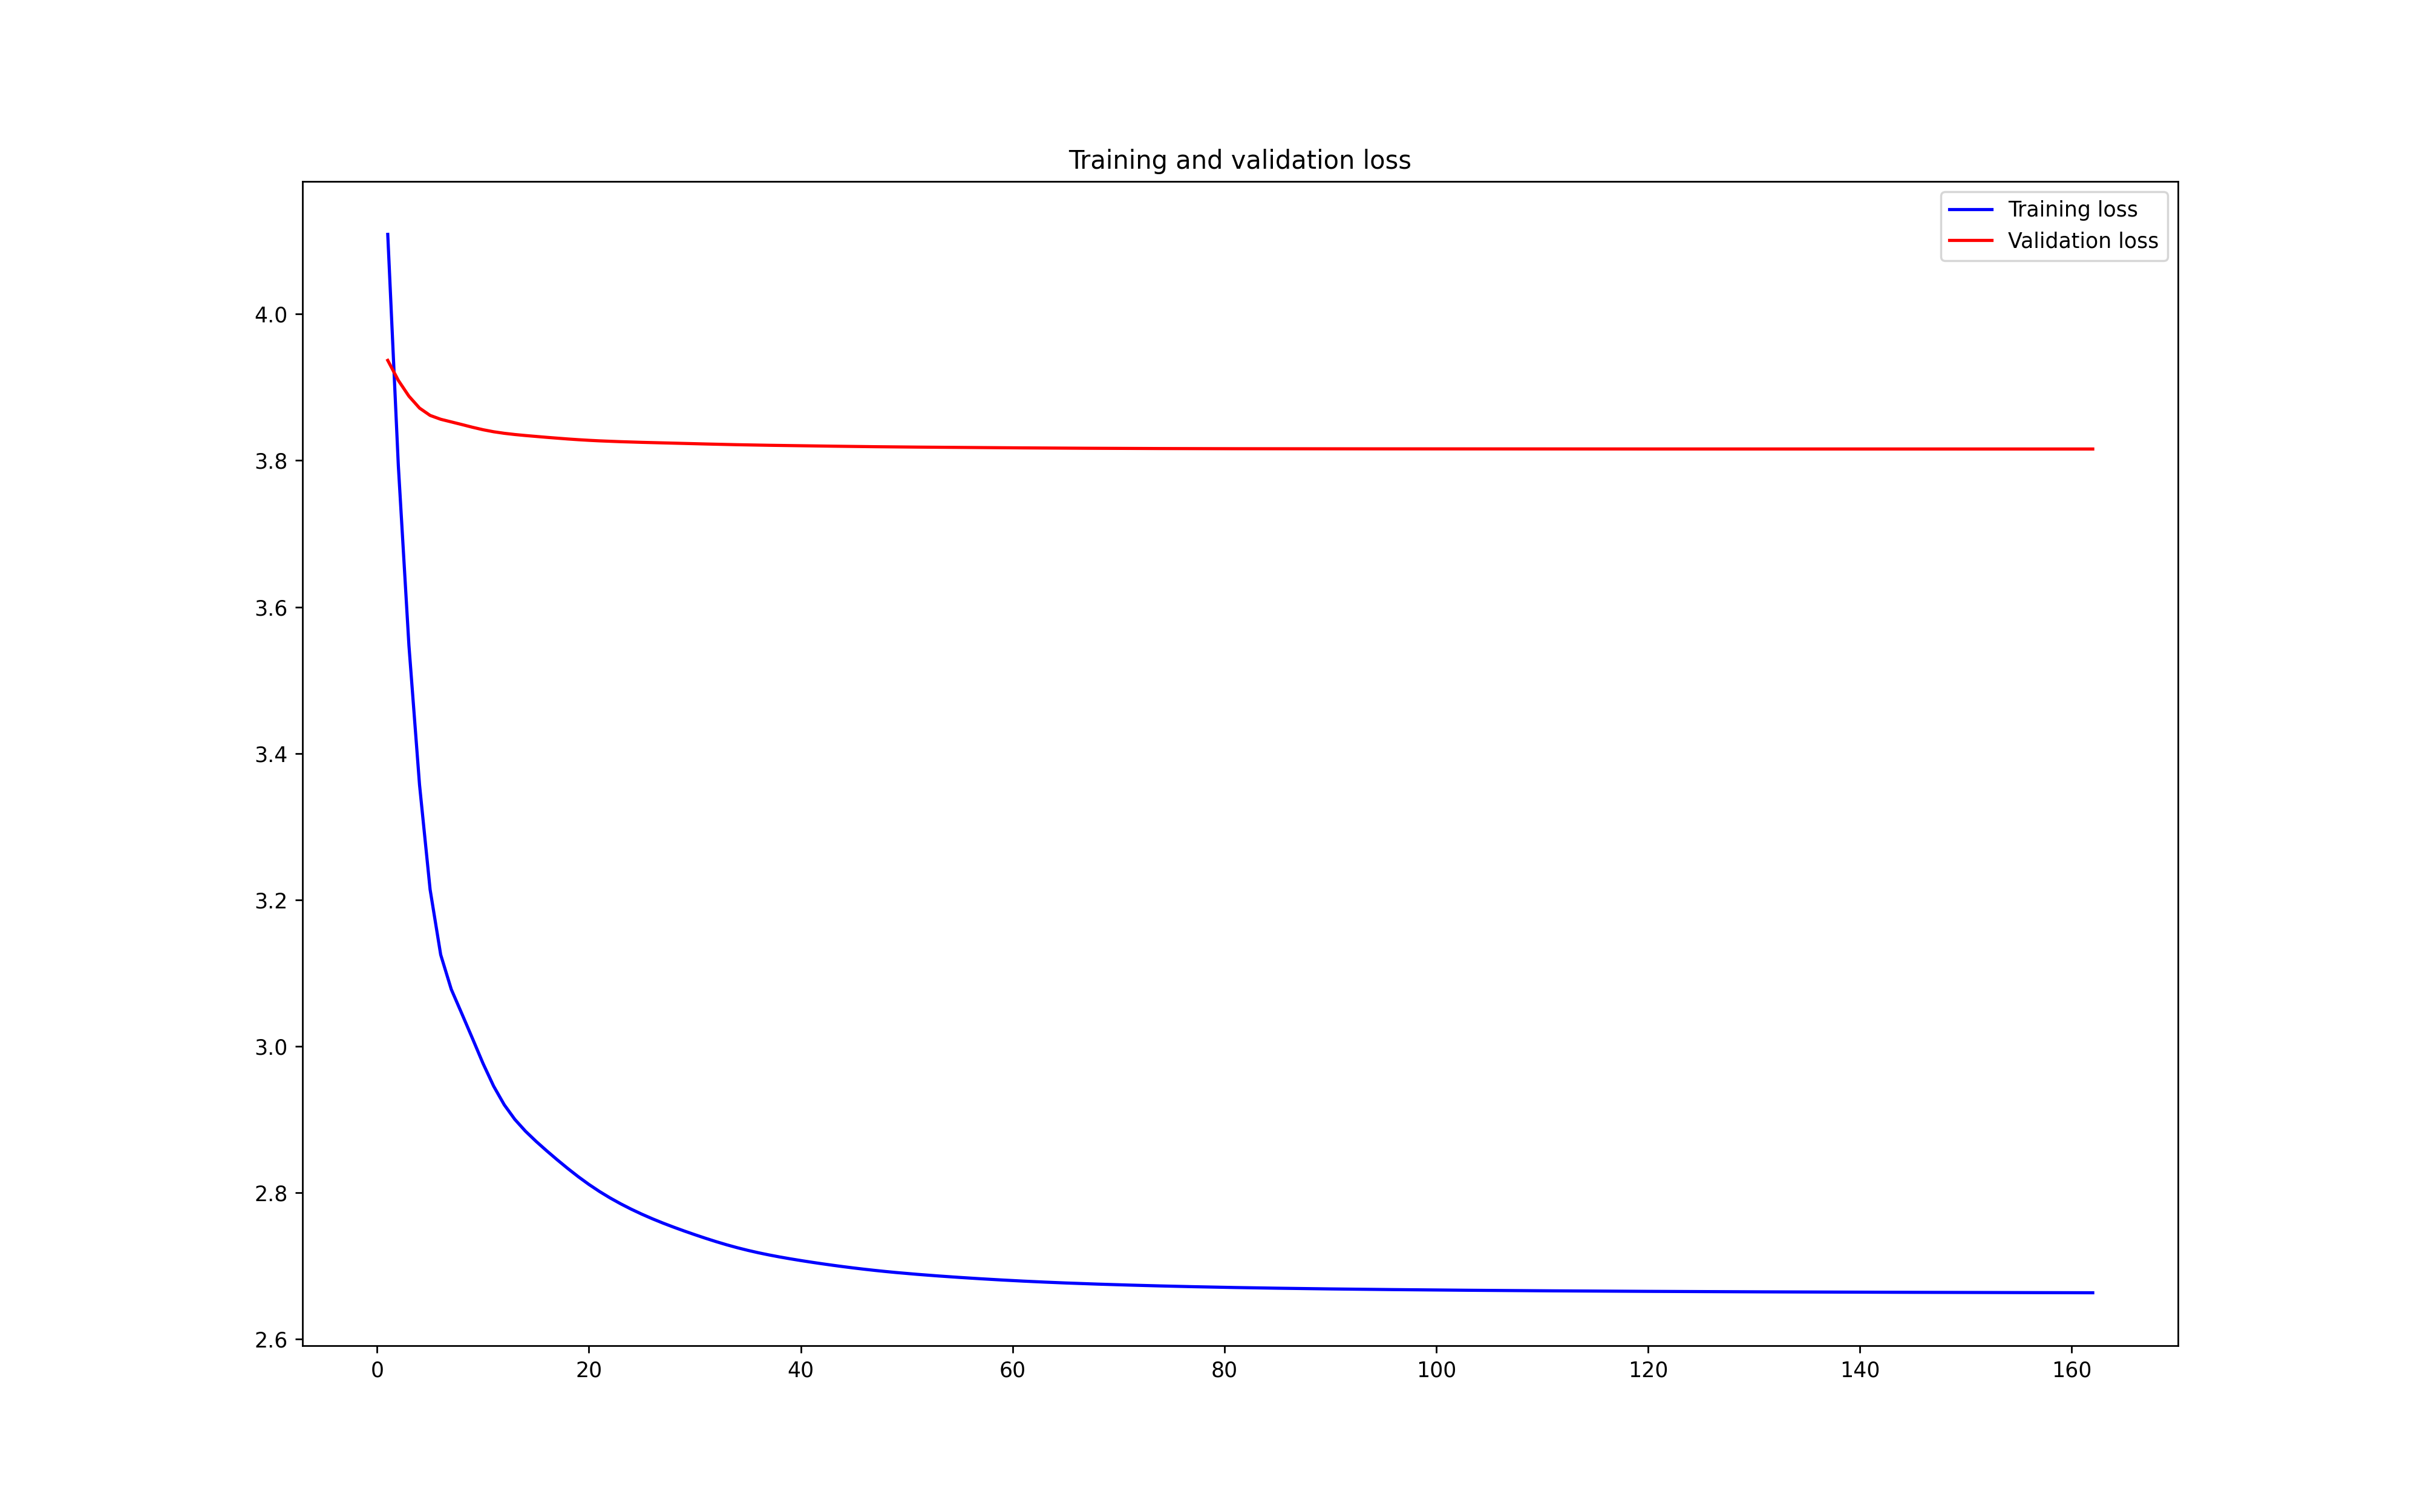 Training and validation loss
Training loss
Validation loss
4.0
3.8
3.6
3.4
3.2
3.0
2.8
2.6
0 20 40 60 80 100 120 140 160